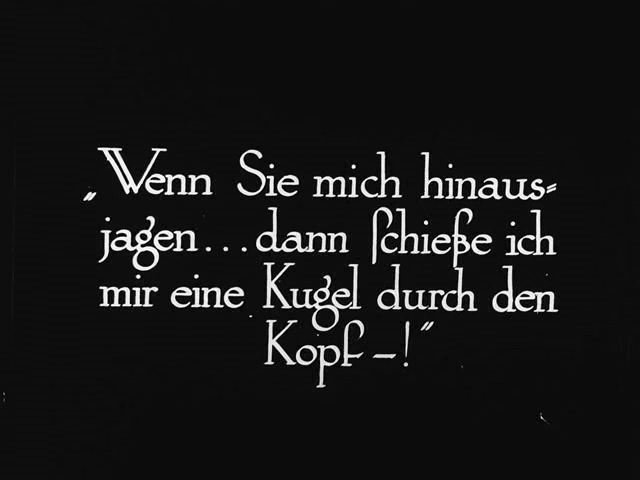 „Wenn Sie mich hinaus=
jagen...dann ſchieße ich
mir eine Kugel durch den
Kopf–!“